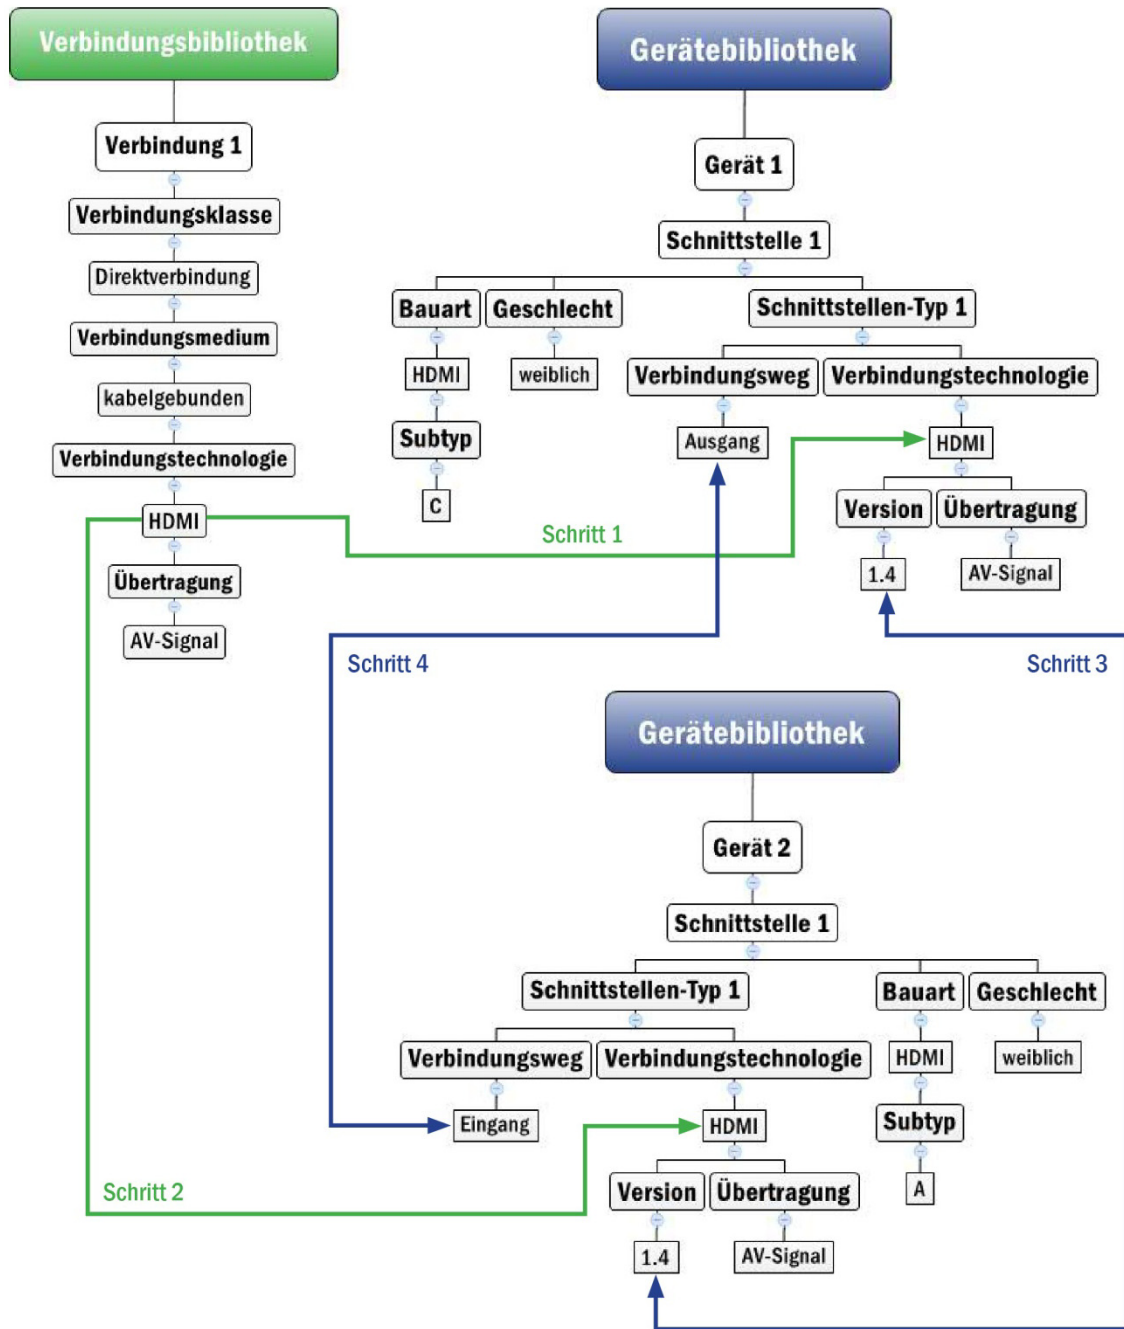 Verbindungsbibliothek
Verbindung 1
Verbindungsklasse
Direktverbindung
Verbindungsmedium
kabelgebunden
Verbindungstechnologie
HDMI
Übertragung
AV-Signal
Gerätebibliothek
Gerät 1
Schnittstelle 1
Bauart
Geschlecht
Schnittstellen-Typ 1
HDMI
weiblich
Verbindungsweg
Verbindungstechnologie
Subtyp
Ausgang
HDMI
C
Version
Übertragung
1.4
AV-Signal
Schritt 1
Schritt 4
Schritt 3
Gerätebibliothek
Gerät 2
Schnittstelle 1
Schnittstellen-Typ 1
Bauart
Geschlecht
Verbindungsweg
Verbindungstechnologie
HDMI
weiblich
Eingang
HDMI
Subtyp
Version
Übertragung
A
1.4
AV-Signal
Schritt 2